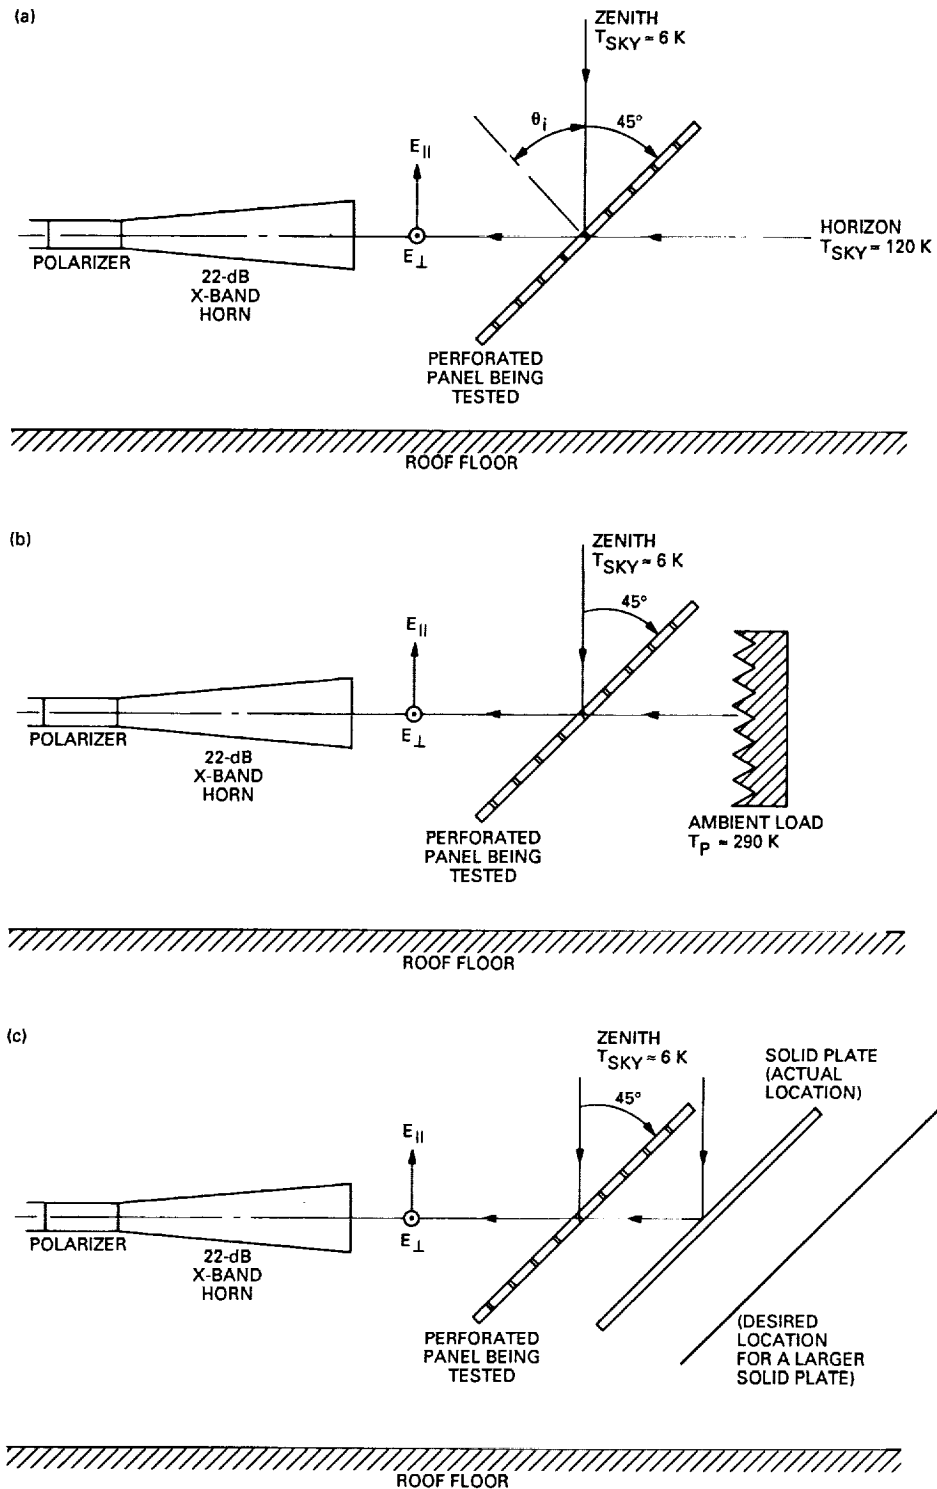 (a)
ZENITH
T_SKY ≈ 6 K
θ_i
45°
E_||
E_⊥
POLARIZER
22-dB
X-BAND
HORN
HORIZON
T_SKY ≈ 120 K
PERFORATED
PANEL BEING
TESTED
ROOF FLOOR
(b)
ZENITH
T_SKY ≈ 6 K
45°
E_||
E_⊥
POLARIZER
22-dB
X-BAND
HORN
PERFORATED
PANEL BEING
TESTED
AMBIENT LOAD
T_P ≈ 290 K
ROOF FLOOR
(c)
ZENITH
T_SKY ≈ 6 K
SOLID PLATE
(ACTUAL
LOCATION)
45°
E_||
E_⊥
POLARIZER
22-dB
X-BAND
HORN
PERFORATED
PANEL BEING
TESTED
(DESIRED
LOCATION
FOR A LARGER
SOLID PLATE)
ROOF FLOOR